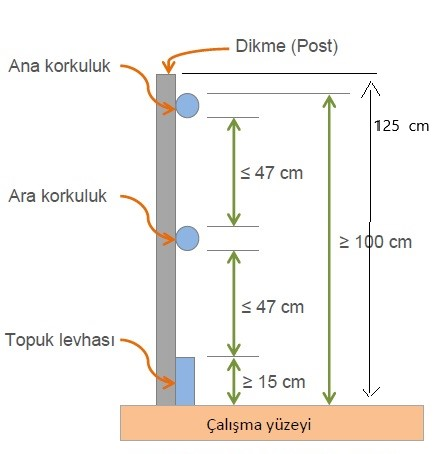 Dikme (Post)
Ana korkuluk
125 cm
≤ 47 cm
Ara korkuluk
≥ 100 cm
≤ 47 cm
Topuk levhası
≥ 15 cm
Çalışma yüzeyi